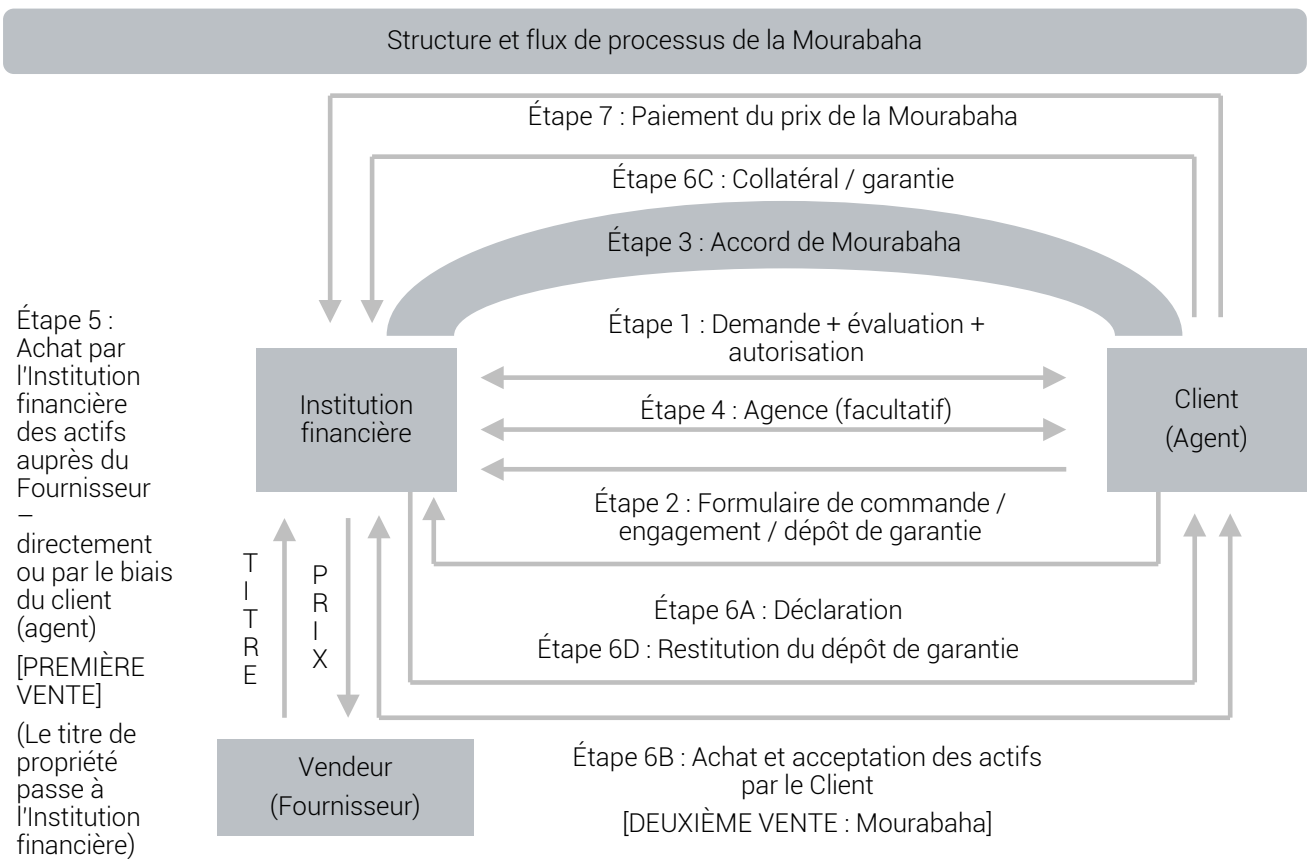 Structure et flux de processus de la Mourabaha
Étape 7 : Paiement du prix de la Mourabaha
Étape 6C : Collatéral / garantie
Étape 3 : Accord de Mourabaha
Étape 5 :
Achat par
l'Institution
financière
des actifs
auprès du
Fournisseur
–
directement
ou par le biais
du client
(agent)
[PREMIÈRE
VENTE]
(Le titre de
propriété
passe à
l'Institution
financière)
Institution
financière
Étape 1 : Demande + évaluation +
autorisation
Étape 4 : Agence (facultatif)
Étape 2 : Formulaire de commande /
engagement / dépôt de garantie
Client
(Agent)
TITRE
PRIX
Étape 6A : Déclaration
Étape 6D : Restitution du dépôt de garantie
Vendeur
(Fournisseur)
Étape 6B : Achat et acceptation des actifs
par le Client
[DEUXIÈME VENTE : Mourabaha]